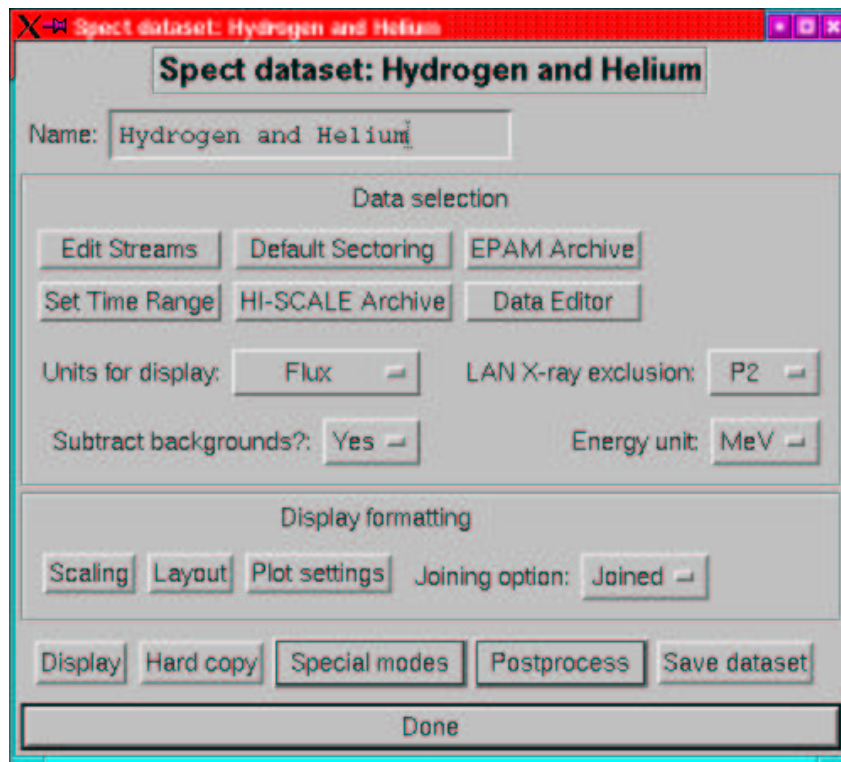 Spect dataset: Hydrogen and Helium
Spect dataset: Hydrogen and Helium
Name: Hydrogen and Helium
Data selection
Edit Streams Default Sectoring EPAM Archive
Set Time Range HI-SCALE Archive Data Editor
Units for display: Flux LAN X-ray exclusion: P2
Subtract backgrounds?: Yes Energy unit: MeV
Display formatting
Scaling Layout Plot settings Joining option: Joined
Display Hard copy Special modes Postprocess Save dataset
Done